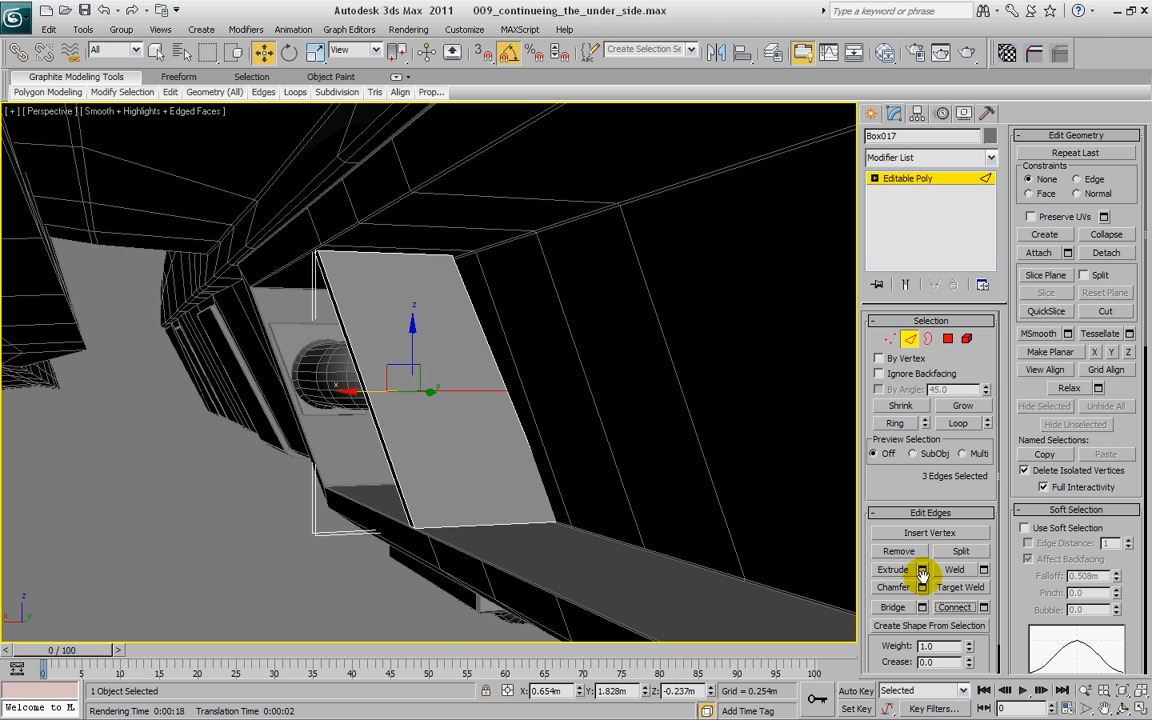 Autodesk 3ds Max 2011 009_continueing_the_under_side.max
Type a keyword or phrase
Edit Tools Group Views Create Modifiers Animation Graph Editors Rendering Customize MAXScript Help
All View Create Selection Se
Graphite Modeling Tools Freeform Selection Object Paint
Polygon Modeling Modify Selection Edit Geometry (All) Edges Loops Subdivision Tris Align Prop...
[ + ] [ Perspective ] [ Smooth + Highlights + Edged Faces ]
z
x
y
z
x
y
Box017
Modifier List
Editable Poly
Selection
By Vertex
Ignore Backfacing
By Angle: 45.0
Shrink Grow
Ring Loop
Preview Selection
Off SubObj Multi
3 Edges Selected
Edit Edges
Insert Vertex
Remove Split
Extrude Weld
Chamfer Target Weld
Bridge Connect
Create Shape From Selection
Weight: 1.0
Crease: 0.0
Edit Geometry
Repeat Last
Constraints
None Edge
Face Normal
Preserve UVs
Create Collapse
Attach Detach
Slice Plane Split
Slice Reset Plane
QuickSlice Cut
MSmooth Tessellate
Make Planar X Y Z
View Align Grid Align
Relax
Hide Selected Unhide All
Hide Unselected
Named Selections:
Copy Paste
Delete Isolated Vertices
Full Interactivity
Soft Selection
Use Soft Selection
Edge Distance: 1
Affect Backfacing
Falloff: 0.508m
Pinch: 0.0
Bubble: 0.0
< 0 / 100 >
0 5 10 15 20 25 30 35 40 45 50 55 60 65 70 75 80 85 90 95 100
1 Object Selected X: 0.654m Y: 1.828m Z: -0.237m Grid = 0.254m Auto Key Selected
Welcome to M Rendering Time 0:00:18 Translation Time 0:00:02 Add Time Tag Set Key Key Filters... 0